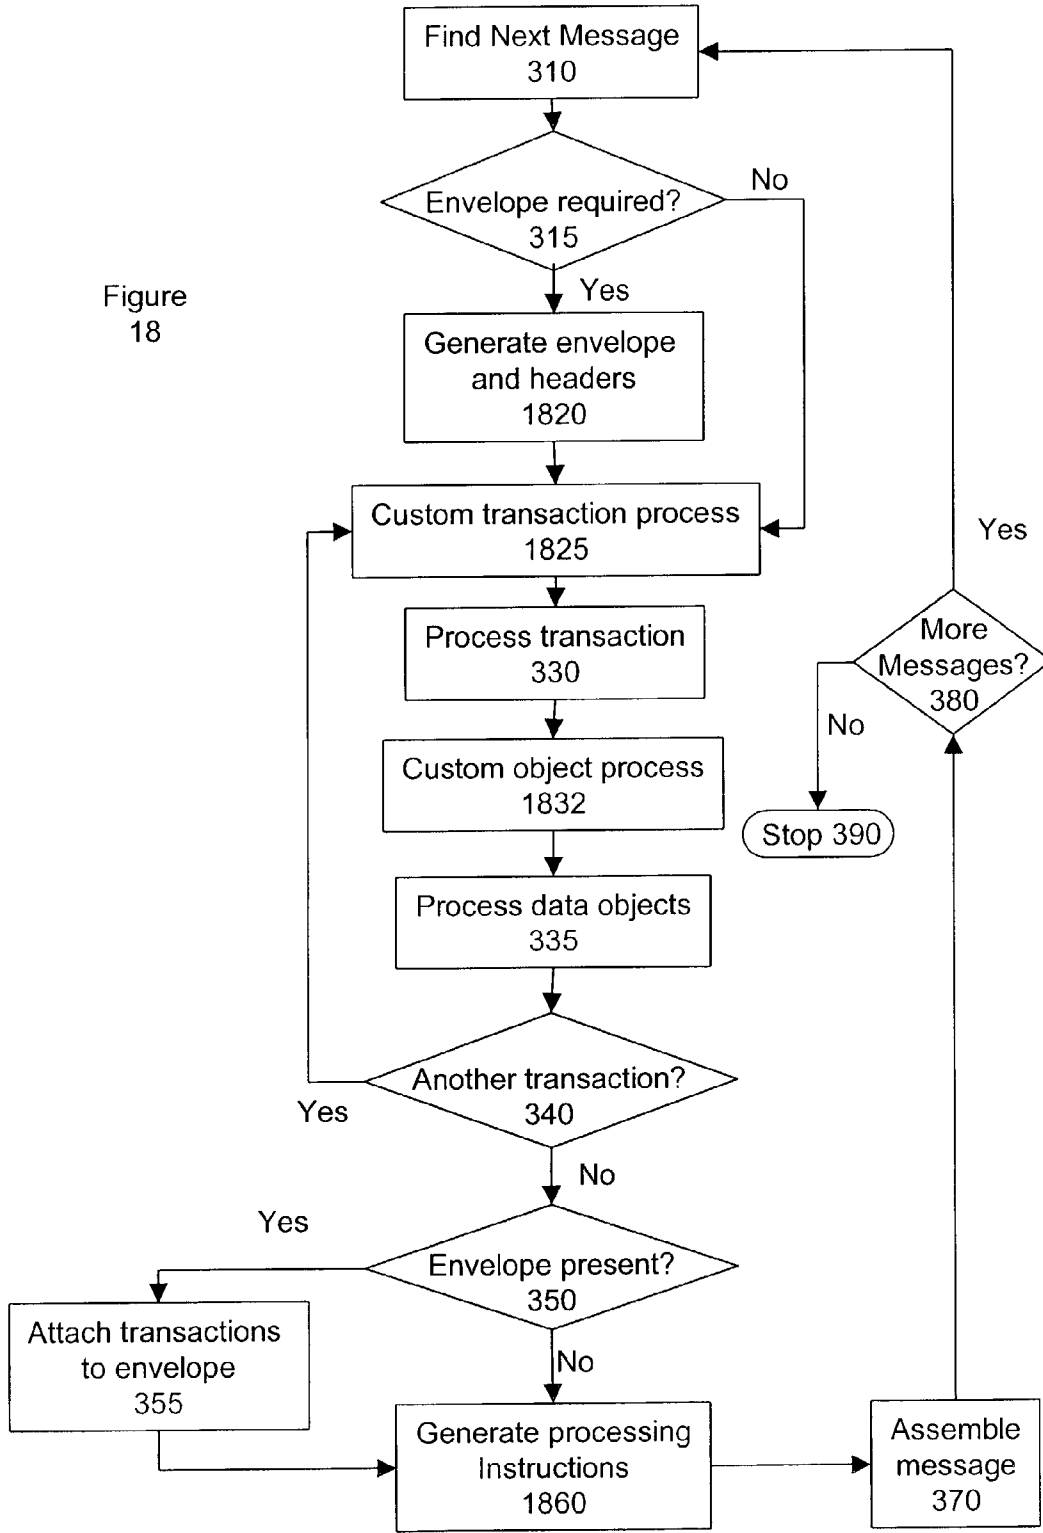 Find Next Message
310
No
Envelope required?
315
Figure
18
Yes
Generate envelope
and headers
1820
Custom transaction process
1825
Yes
Process transaction
330
More
Messages?
380
No
Custom object process
1832
Stop 390
Process data objects
335
Another transaction?
340
Yes
No
Yes
Envelope present?
350
Attach transactions
to envelope
355
No
Generate processing
Instructions
1860
Assemble
message
370